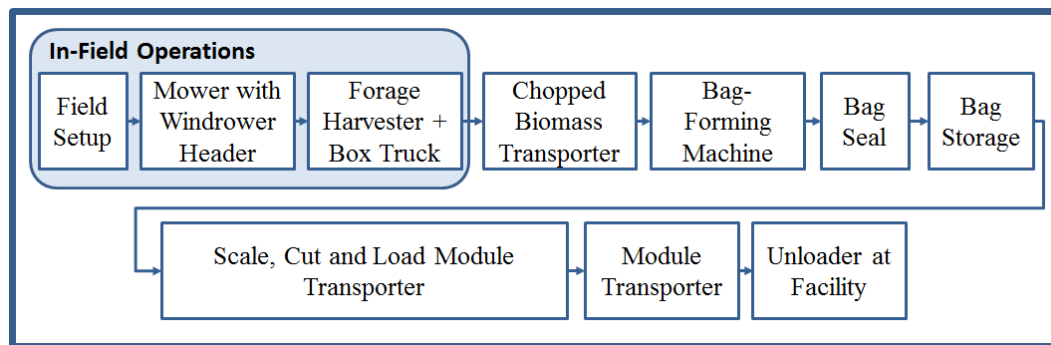 In-Field Operations
Field
Setup
Mower with
Windrower
Header
Forage
Harvester +
Box Truck
Chopped
Biomass
Transporter
Bag-
Forming
Machine
Bag
Seal
Bag
Storage
Scale, Cut and Load Module
Transporter
Module
Transporter
Unloader at
Facility